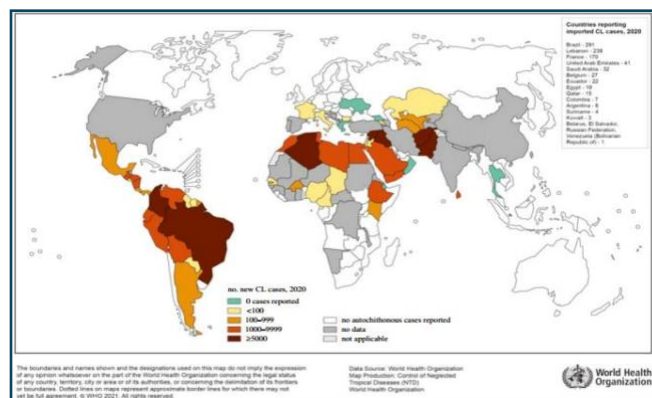 Countries reporting
imported CL cases, 2020
Brazil - 291
Lebanon - 236
France - 170
United Arab Emirates - 41
Saudi Arabia - 32
Belgium - 27
Ecuador - 22
Egypt - 18
Qatar - 15
Colombia - 7
Argentina - 6
Suriname - 4
Kuwait - 3
Belarus, El Salvador,
Russian Federation,
Venezuela (Bolivarian
Republic of) - 1
no. new CL cases, 2020
0 cases reported
<100
100–999
1000–9999
≥5000
no autochthonous cases reported
no data
not applicable
The boundaries and names shown and the designations used on this map do not imply the expression
of any opinion whatsoever on the part of the World Health Organization concerning the legal status
of any country, territory, city or area or of its authorities, or concerning the delimitation of its frontiers
or boundaries. Dotted lines on maps represent approximate border lines for which there may not
yet be full agreement. © WHO 2021. All rights reserved.
Data Source: World Health Organization
Map Production: Control of Neglected
Tropical Diseases (NTD)
World Health Organization
World Health
Organization